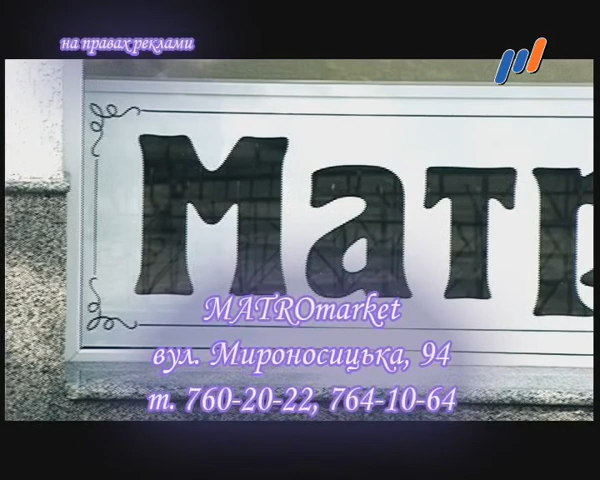 на правах реклами
Матр
MATROmarket
вул. Мироносицька, 94
т. 760-20-22, 764-10-64